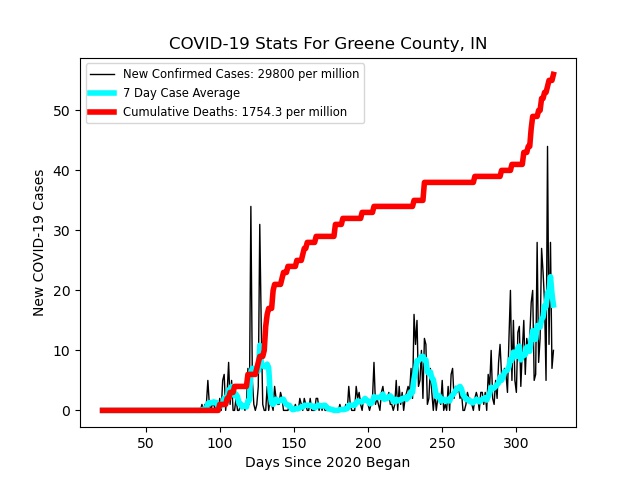 COVID-19 Stats For Greene County, IN
New Confirmed Cases: 29800 per million
7 Day Case Average
Cumulative Deaths: 1754.3 per million
New COVID-19 Cases
50
40
30
20
10
0
50 100 150 200 250 300
Days Since 2020 Began